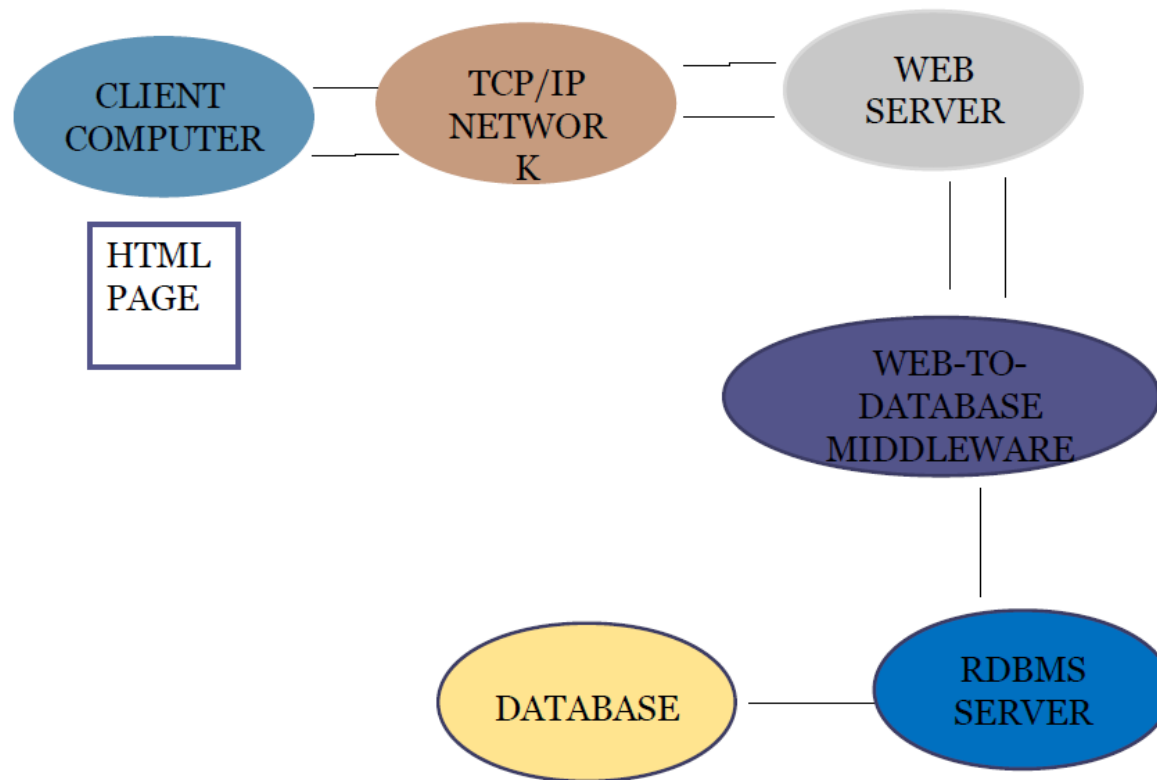 CLIENT
COMPUTER
TCP/IP
NETWOR
K
WEB
SERVER
HTML
PAGE
WEB-TO-
DATABASE
MIDDLEWARE
RDBMS
SERVER
DATABASE